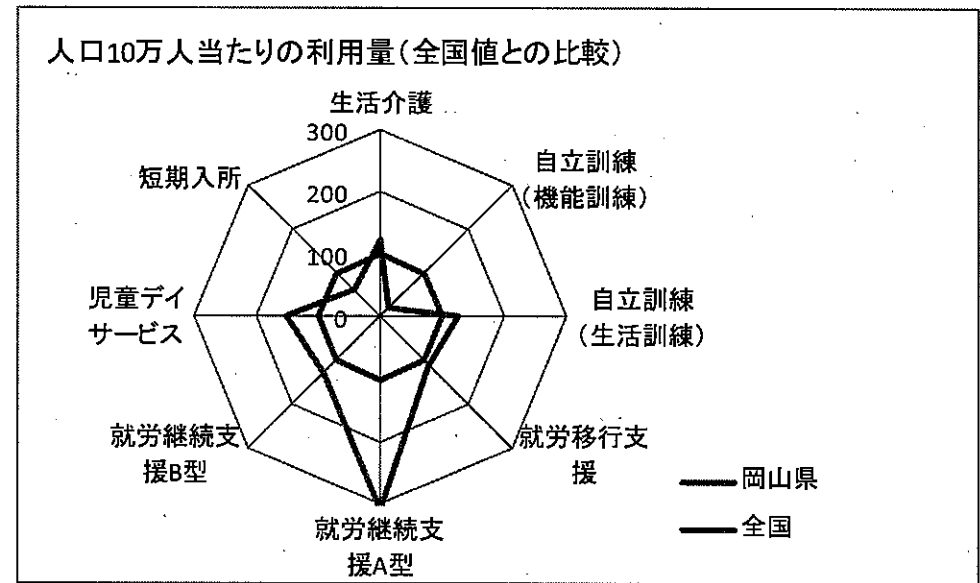 人口10万人当たりの利用量(全国値との比較)
生活介護
300
200
100
0
自立訓練
(機能訓練)
自立訓練
(生活訓練)
就労移行支
援
就労継続支
援A型
就労継続支
援B型
児童デイ
サービス
短期入所
岡山県
全国